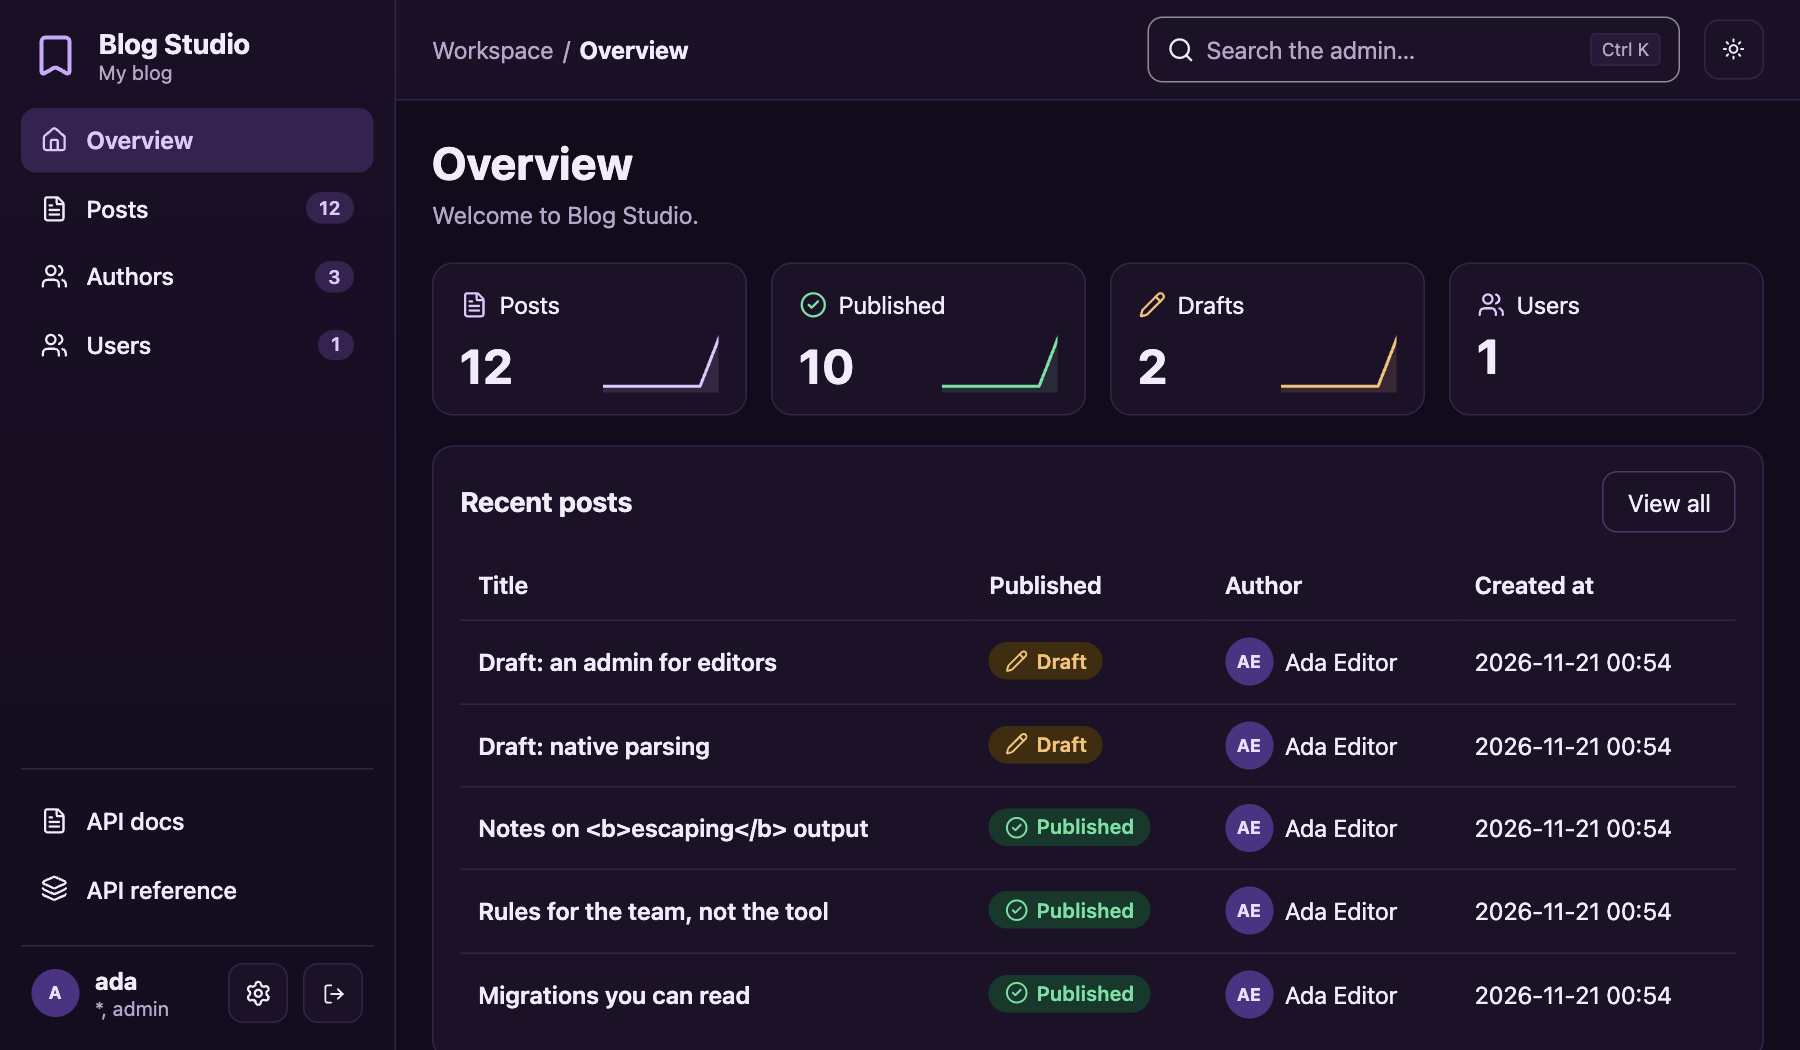 Blog Studio
My blog
Overview
Posts 12
Authors 3
Users 1
API docs
API reference
A
ada
*, admin
Workspace / Overview
Search the admin... Ctrl K
Overview
Welcome to Blog Studio.
Posts
12
Published
10
Drafts
2
Users
1
Recent posts
View all
Title Published Author Created at
Draft: an admin for editors Draft AE Ada Editor 2026-11-21 00:54
Draft: native parsing Draft AE Ada Editor 2026-11-21 00:54
Notes on <b>escaping</b> output Published AE Ada Editor 2026-11-21 00:54
Rules for the team, not the tool Published AE Ada Editor 2026-11-21 00:54
Migrations you can read Published AE Ada Editor 2026-11-21 00:54